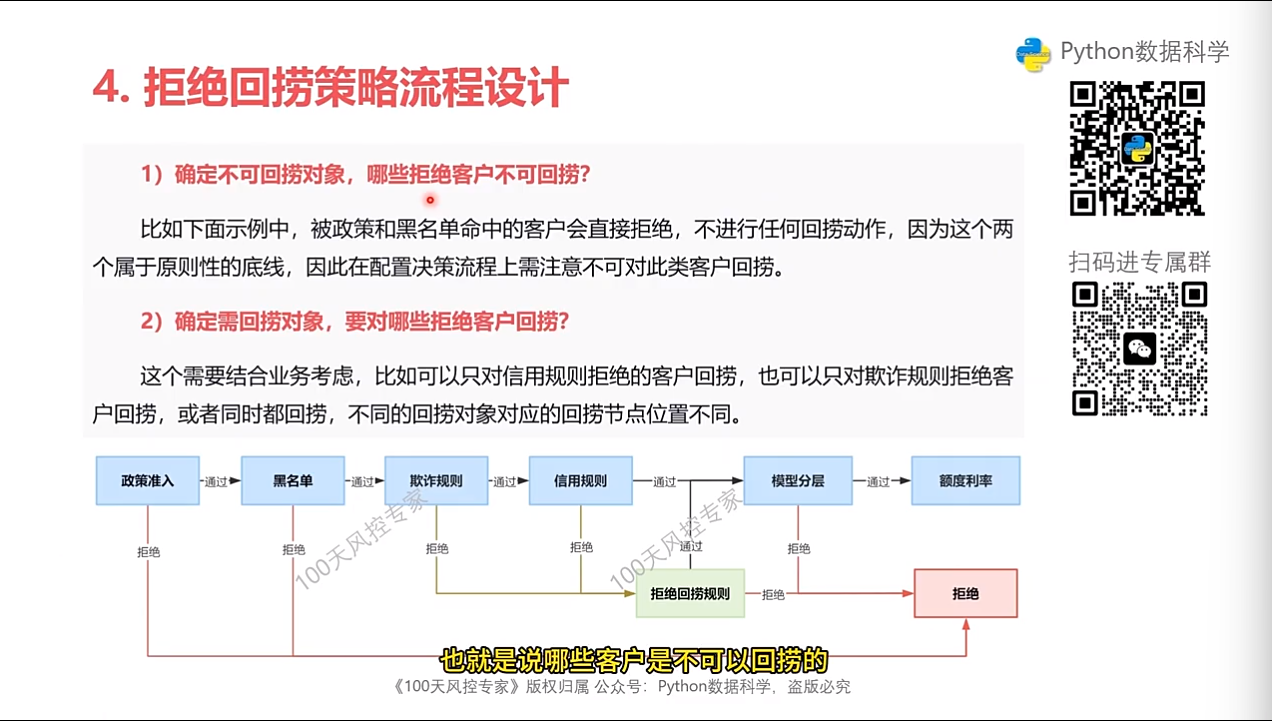 Python数据科学
4. 拒绝回捞策略流程设计
1）确定不可回捞对象，哪些拒绝客户不可回捞？
比如下面示例中，被政策和黑名单命中的客户会直接拒绝，不进行任何回捞动作，因为这个两
个属于原则性的底线，因此在配置决策流程上需注意不可对此类客户回捞。
2）确定需回捞对象，要对哪些拒绝客户回捞？
这个需要结合业务考虑，比如可以只对信用规则拒绝的客户回捞，也可以只对欺诈规则拒绝客
户回捞，或者同时都回捞，不同的回捞对象对应的回捞节点位置不同。
扫码进专属群
政策准入 通过 黑名单 通过 欺诈规则 通过 信用规则 通过 模型分层 通过 额度利率
拒绝 拒绝 拒绝 拒绝 通过 拒绝
100天风控专家 100天风控专家
拒绝回捞规则 拒绝 拒绝
也就是说哪些客户是不可以回捞的
《100天风控专家》版权归属 公众号：Python数据科学，盗版必究